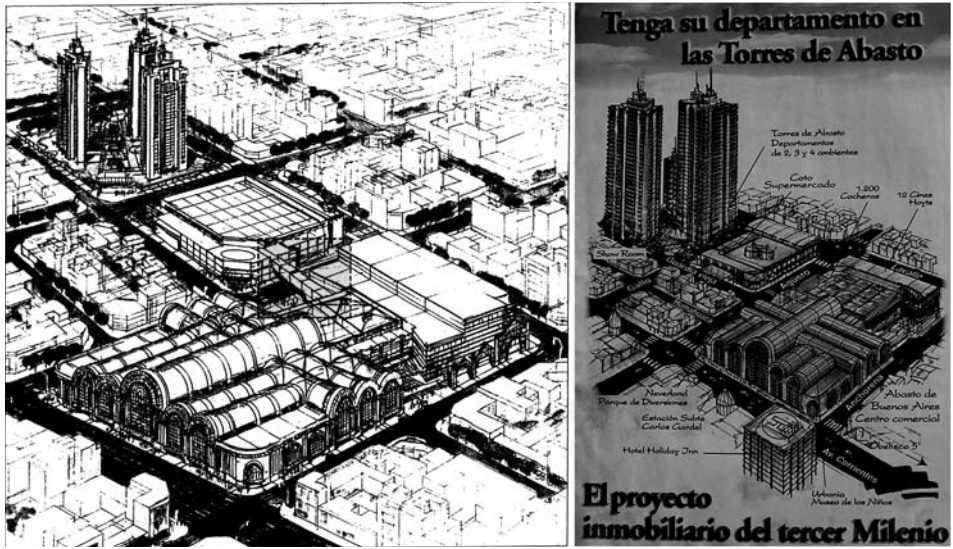 Tenga su departamento en
las Torres de Abasto
Torres de Abasto
Departamentos
de 2, 3 y 4 ambientes
Coto
Supermercado
1.200
Cocheras
12 Cines
Hoyts
Show Room
Agüero
Lavalle
Neverland
Parque de Diversiones
Estación Subte
Carlos Gardel
Hotel Holiday Inn
Anchorena
Abasto de
Buenos Aires
Centro comercial
Obelisco 5'
Av. Corrientes
Urbania
Museo de los Niños
El proyecto
inmobiliario del tercer Milenio